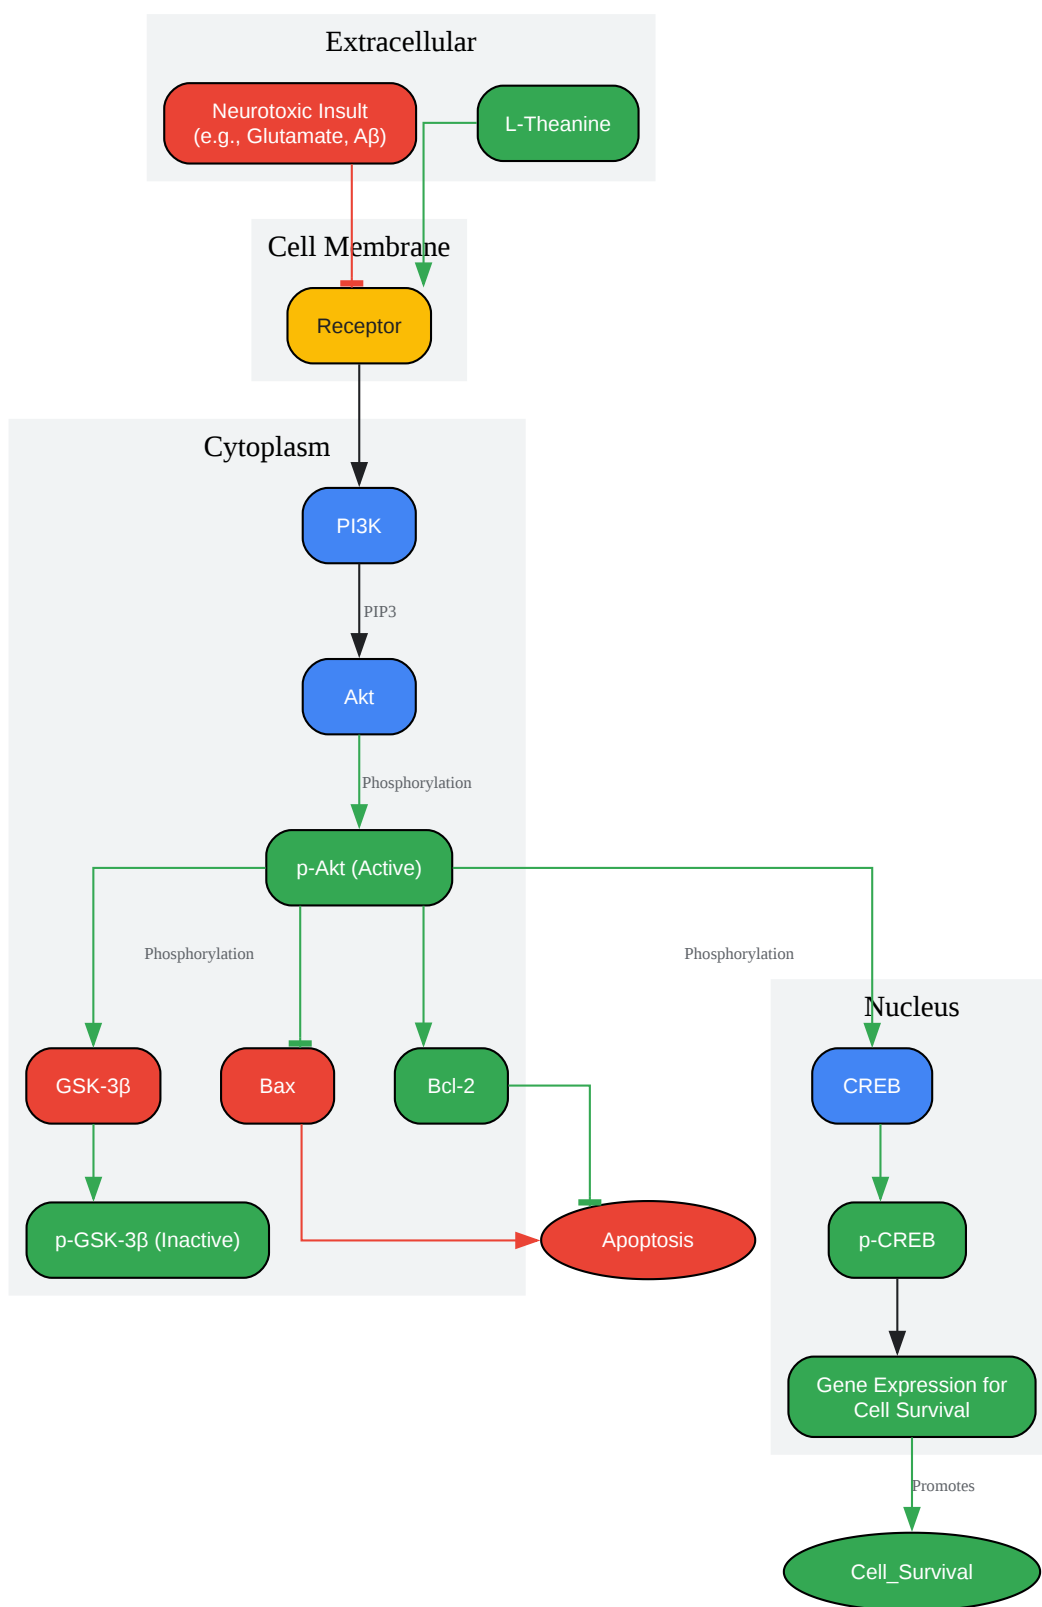 Extracellular
Neurotoxic Insult
(e.g., Glutamate, Aβ)
L-Theanine
Cell Membrane
Receptor
Cytoplasm
PI3K
PIP3
Akt
Phosphorylation
p-Akt (Active)
Phosphorylation
Phosphorylation
Nucleus
GSK-3β
Bax
Bcl-2
CREB
p-GSK-3β (Inactive)
Apoptosis
p-CREB
Gene Expression for
Cell Survival
Promotes
Cell_Survival